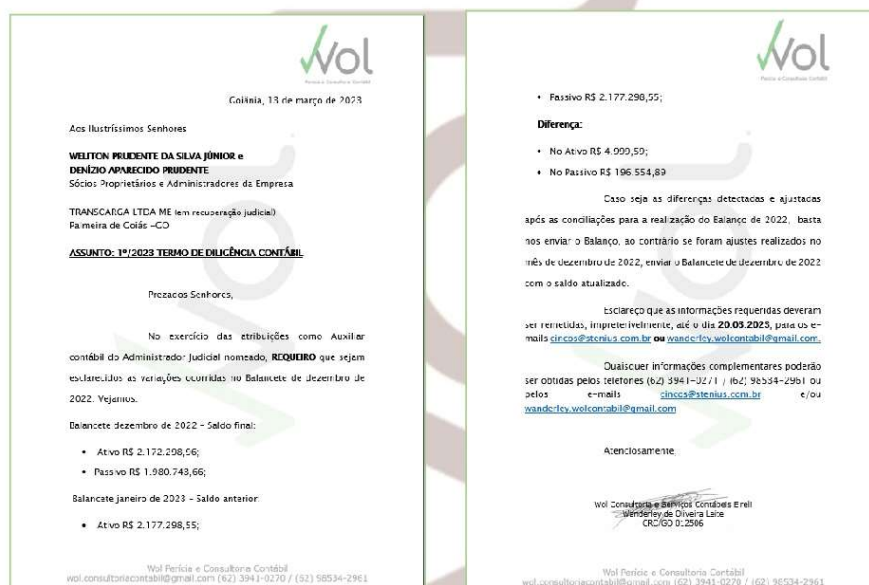 Wol
Perícia e Consultoria Contábil
Goiânia, 13 de março de 2023
Aos Ilustríssimos Senhores
WELITON PRUDENTE DA SILVA JÚNIOR e
DENÍZIO APARECIDO PRUDENTE
Sócios Proprietários e Administradores da Empresa
TRANSCARGA LTDA ME (em recuperação judicial)
Palmeira de Goiás –GO
ASSUNTO: 1º/2023 TERMO DE DILIGÊNCIA CONTÁBIL
Prezados Senhores,
No exercício das atribuições como Auxiliar
contábil do Administrador Judicial nomeado, REQUEIRO que sejam
esclarecidos as variações ocorridas no Balancete de dezembro de
2022. Vejamos.
Balancete dezembro de 2022 – Saldo final:
• Ativo R$ 2.172.298,96;
• Passivo R$ 1.980.743,66;
Balancete janeiro de 2023 – Saldo anterior
• Ativo R$ 2.177.298,55;
Wol Perícia e Consultoria Contábil
wol.consultoriacontabil@gmail.com (62) 3941-0270 / (62) 98534-2961
Wol
Perícia e Consultoria Contábil
• Passivo R$ 2.177.298,55;
Diferença:
• No Ativo R$ 4.999,59;
• No Passivo R$ 196.554,89
Caso seja as diferenças detectadas e ajustadas
após as conciliações para a realização do Balanço de 2022, basta
nos enviar o Balanço, ao contrário se foram ajustes realizados no
mês de dezembro de 2022, enviar o Balancete de dezembro de 2022
com o saldo atualizado.
Esclareço que as informações requeridas deveram
ser remetidas, impreterivelmente, até o dia 20.03.2023, para os e-
mails cincos@stenius.com.br ou wanderley.wolcontabil@gmail.com.
Quaisquer informações complementares poderão
ser obtidas pelos telefones (62) 3941-0271 / (62) 98534-2961 ou
pelos e-mails cincos@stenius.com.br e/ou
wanderley.wolcontabil@gmail.com
Atenciosamente,
Wol Consultoria e Serviços Contábeis Eireli
Wanderley de Oliveira Leite
CRC/GO 012506
Wol Perícia e Consultoria Contábil
wol.consultoriacontabil@gmail.com (62) 3941-0270 / (62) 98534-2961